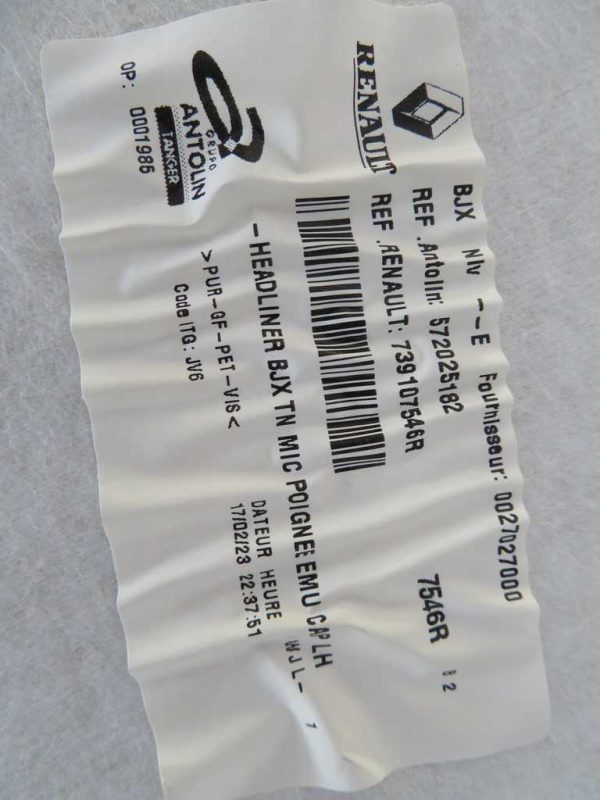 RENAULT
BJX NIv --E Fournisseur: 0027027000
REF .Antolin: 572025182
REF .RENAULT: 739107546R
7546R
-HEADLINER BJX TN MIC POIGNEE EMU CAP LH
>PUR-GF-PET-VIS<
Code ITG: JV6
DATEUR HEURE
17/02/23 22:37:51
GRUPO
ANTOLIN
TANGER
OP: 0001986